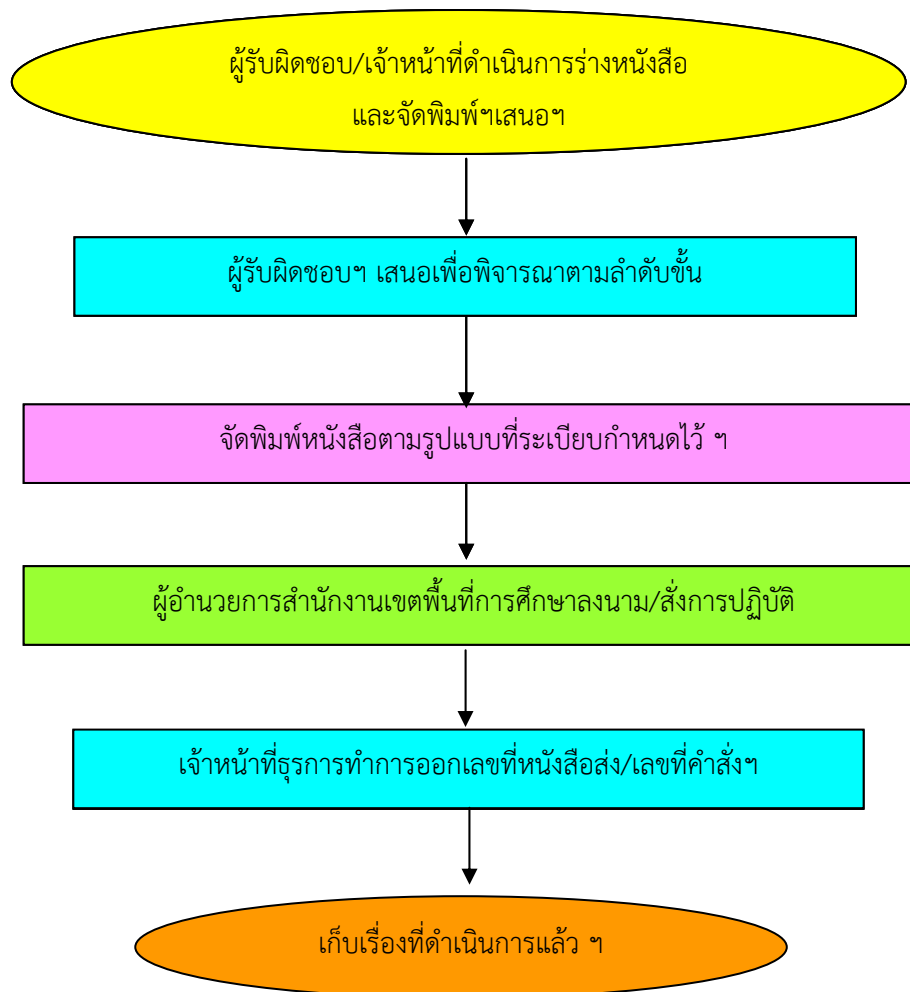 ผู้รับผิดชอบ/เจ้าหน้าที่ดำเนินการร่างหนังสือ
และจัดพิมพ์ฯเสนอฯ
ผู้รับผิดชอบฯ เสนอเพื่อพิจารณาตามลำดับขั้น
จัดพิมพ์หนังสือตามรูปแบบที่ระเบียบกำหนดไว้ ฯ
ผู้อำนวยการสำนักงานเขตพื้นที่การศึกษาลงนาม/สั่งการปฏิบัติ
เจ้าหน้าที่ธุรการทำการออกเลขที่หนังสือส่ง/เลขที่คำสั่งฯ
เก็บเรื่องที่ดำเนินการแล้ว ฯ